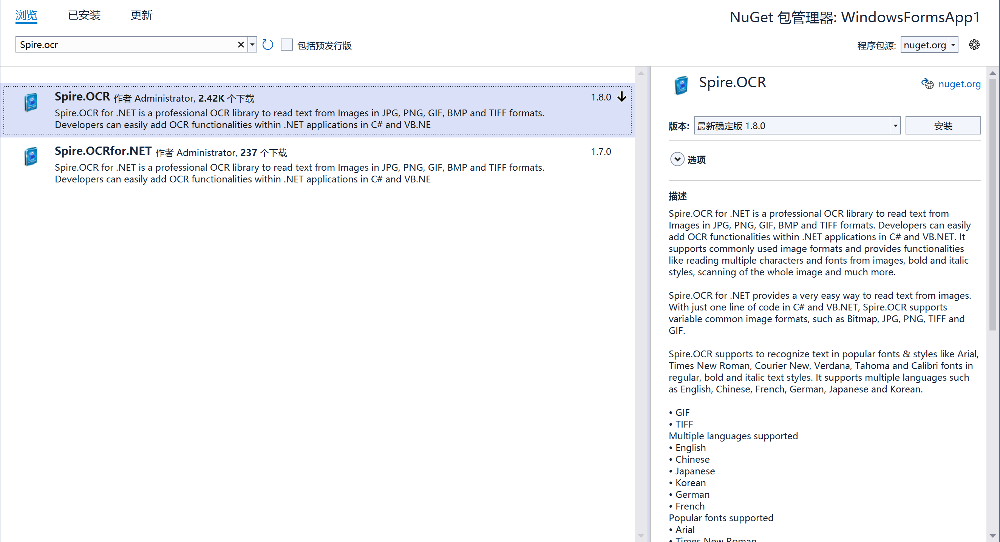 浏览 已安装 更新
NuGet 包管理器: WindowsFormsApp1
Spire.ocr
包括预发行版
程序包源: nuget.org
Spire.OCR 作者 Administrator, 2.42K 个下载 1.8.0
Spire.OCR for .NET is a professional OCR library to read text from Images in JPG, PNG, GIF, BMP and TIFF formats.
Developers can easily add OCR functionalities within .NET applications in C# and VB.NE
Spire.OCRfor.NET 作者 Administrator, 237 个下载 1.7.0
Spire.OCR for .NET is a professional OCR library to read text from Images in JPG, PNG, GIF, BMP and TIFF formats.
Developers can easily add OCR functionalities within .NET applications in C# and VB.NE
Spire.OCR
nuget.org
版本: 最新稳定版 1.8.0 安装
选项
描述
Spire.OCR for .NET is a professional OCR library to read text from
Images in JPG, PNG, GIF, BMP and TIFF formats. Developers can easily
add OCR functionalities within .NET applications in C# and VB.NET. It
supports commonly used image formats and provides functionalities
like reading multiple characters and fonts from images, bold and italic
styles, scanning of the whole image and much more.
Spire.OCR for .NET provides a very easy way to read text from images.
With just one line of code in C# and VB.NET, Spire.OCR supports
variable common image formats, such as Bitmap, JPG, PNG, TIFF and
GIF.
Spire.OCR supports to recognize text in popular fonts & styles like Arial,
Times New Roman, Courier New, Verdana, Tahoma and Calibri fonts in
regular, bold and italic text styles. It supports multiple languages such
as English, Chinese, French, German, Japanese and Korean.
• GIF
• TIFF
Multiple languages supported
• English
• Chinese
• Japanese
• Korean
• German
• French
Popular fonts supported
• Arial
• Times New Roman